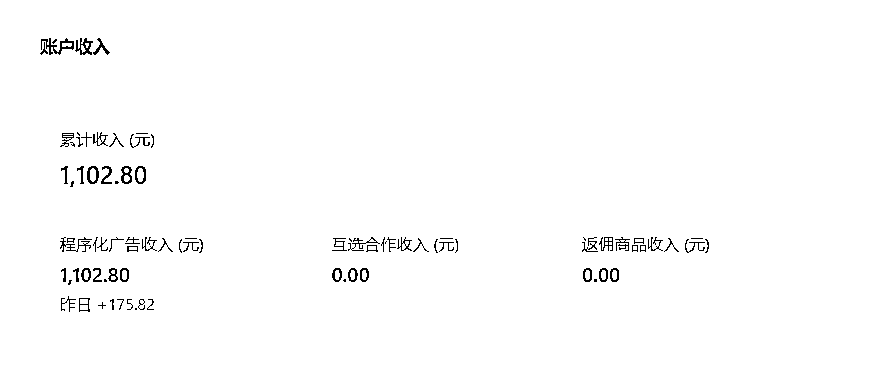 账户收入
累计收入 (元)
1,102.80
程序化广告收入 (元) 互选合作收入 (元) 返佣商品收入 (元)
1,102.80 0.00 0.00
昨日 +175.82